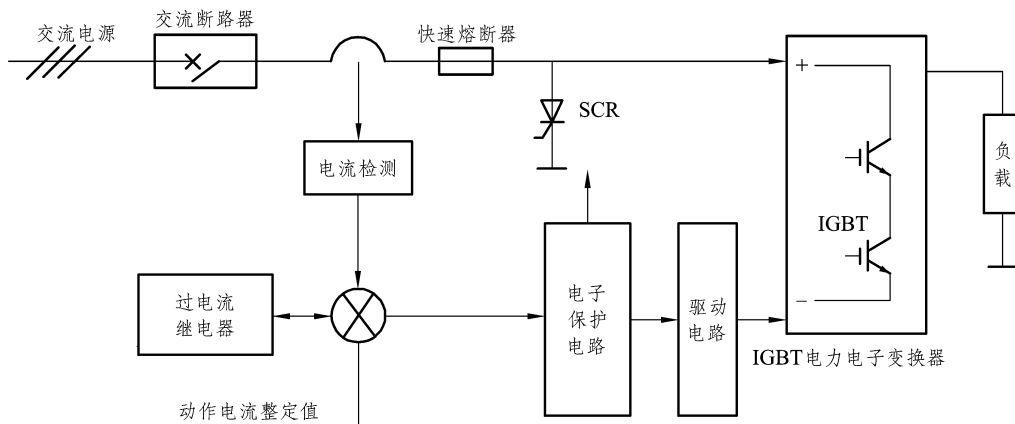 交流电源
交流断路器
快速熔断器
SCR
+
电流检测
负
载
IGBT
过电流
继电器
电子
保护
电路
驱动
电路
−
IGBT电力电子变换器
动作电流整定值